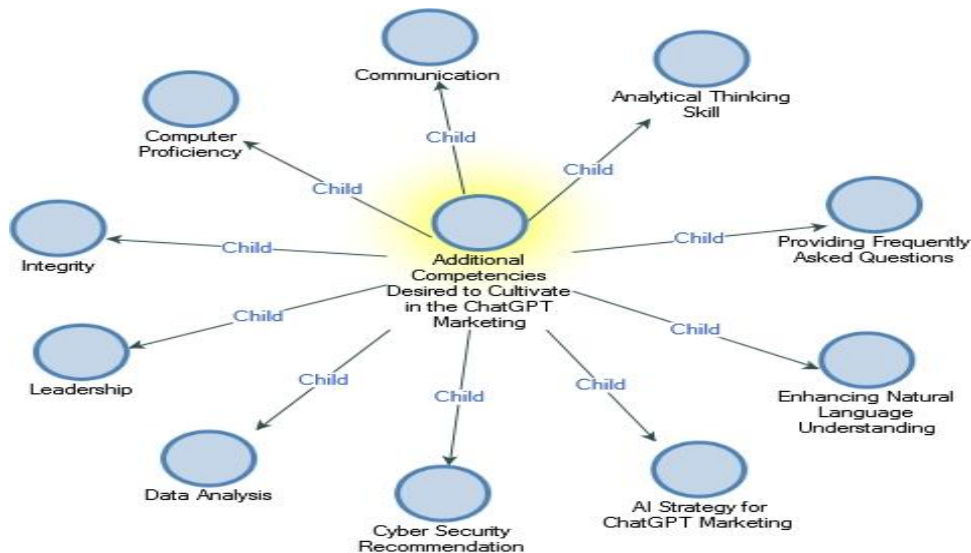 Communication
Analytical Thinking
Skill
Computer
Proficiency
Child
Child
Child
Child
Child
Integrity
Providing Frequently
Asked Questions
Additional
Competencies
Desired to Cultivate
in the ChatGPT
Marketing
Child
Child
Leadership
Child
Child
Child
Enhancing Natural
Language
Understanding
Data Analysis
Cyber Security
Recommendation
AI Strategy for
ChatGPT Marketing